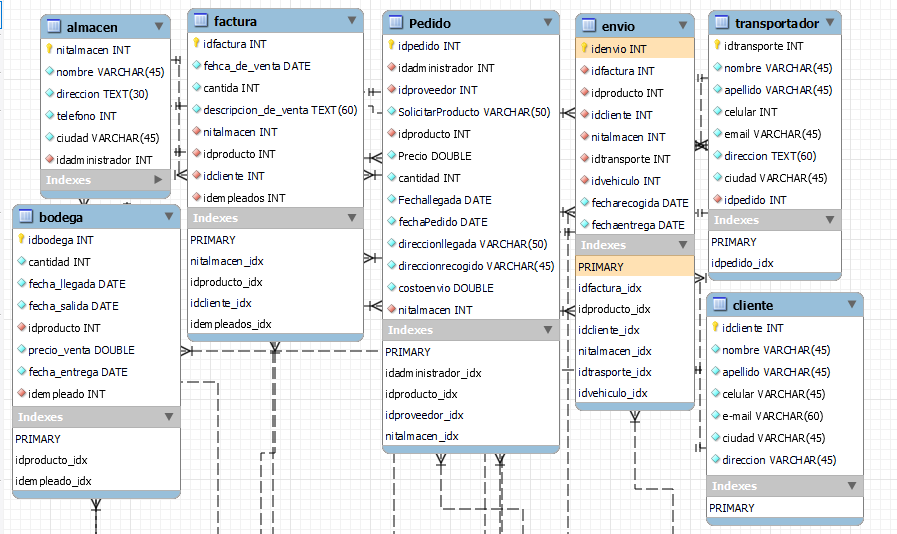 almacen
nitalmacen INT
nombre VARCHAR(45)
direccion TEXT(30)
telefono INT
ciudad VARCHAR(45)
idadministrador INT
Indexes
bodega
idbodega INT
cantidad INT
fecha_llegada DATE
fecha_salida DATE
idproducto INT
precio_venta DOUBLE
fecha_entrega DATE
idempleado INT
Indexes
PRIMARY
idproducto_idx
idempleado_idx
factura
idfactura INT
fehca_de_venta DATE
cantida INT
descripcion_de_venta TEXT(60)
nitalmacen INT
idproducto INT
idcliente INT
idempleados INT
Indexes
PRIMARY
nitalmacen_idx
idproducto_idx
idcliente_idx
idempleados_idx
Pedido
idpedido INT
idadministrador INT
idproveedor INT
SolicitarProducto VARCHAR(50)
idproducto INT
Precio DOUBLE
cantidad INT
Fechallegada DATE
fechaPedido DATE
direccionllegada VARCHAR(50)
direccionrecogido VARCHAR(45)
costoenvio DOUBLE
nitalmacen INT
Indexes
PRIMARY
idadministrador_idx
idproducto_idx
idproveedor_idx
nitalmacen_idx
envio
idenvio INT
idfactura INT
idproducto INT
idcliente INT
nitalmacen INT
idtransporte INT
idvehiculo INT
fecharecogida DATE
fechaentrega DATE
Indexes
PRIMARY
idfactura_idx
idproducto_idx
idcliente_idx
nitalmacen_idx
idtrasporte_idx
idvehiculo_idx
transportador
idtransporte INT
nombre VARCHAR(45)
apellido VARCHAR(45)
celular INT
email VARCHAR(45)
direccion TEXT(60)
ciudad VARCHAR(45)
idpedido INT
Indexes
PRIMARY
idpedido_idx
cliente
idcliente INT
nombre VARCHAR(45)
apellido VARCHAR(45)
celular VARCHAR(45)
e-mail VARCHAR(60)
ciudad VARCHAR(45)
direccion VARCHAR(45)
Indexes
PRIMARY